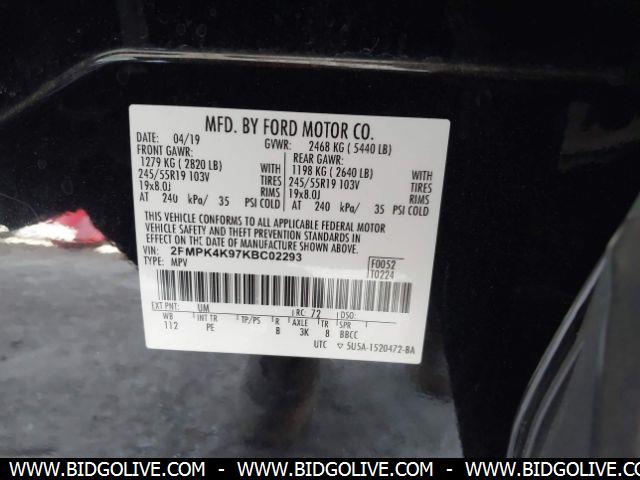 MFD. BY FORD MOTOR CO.
DATE: 04/19 GVWR: 2468 KG ( 5440 LB)
FRONT GAWR: REAR GAWR:
1279 KG ( 2820 LB) WITH 1198 KG ( 2640 LB) WITH
245/55R19 103V TIRES 245/55R19 103V TIRES
19x8.0J RIMS 19x8.0J RIMS
AT 240 kPa/ 35 PSI COLD AT 240 kPa/ 35 PSI COLD
THIS VEHICLE CONFORMS TO ALL APPLICABLE FEDERAL MOTOR
VEHICLE SAFETY AND THEFT PREVENTION STANDARDS IN
EFFECT ON THE DATE OF MANUFACTURE SHOWN ABOVE.
VIN: 2FMPK4K97KBC02293 F0052
TYPE: MPV T0224
EXT PNT: UM RC: 72
WB INT TR TP/PS R AXLE TR SPR
112 PE B 3K 8 BBCC
UTC ▽ 5U5A-1520472-BA
WWW.BIDGOLIVE.COM - WWW.BIDGOLIVE.COM - WWW.BIDGOLIVE.COM